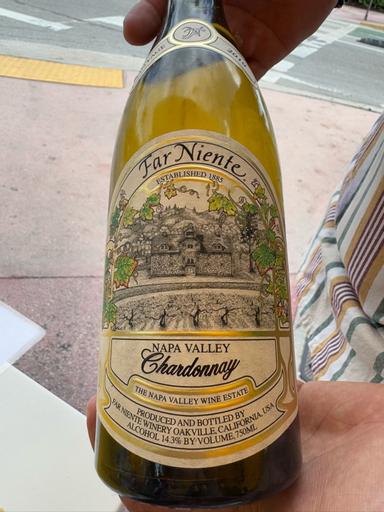 Far Niente
ESTABLISHED 1885
NAPA VALLEY
Chardonnay
THE NAPA VALLEY WINE ESTATE
PRODUCED AND BOTTLED BY
FAR NIENTE WINERY OAKVILLE, CALIFORNIA, USA
ALCOHOL 14.3% BY VOLUME, 750ML